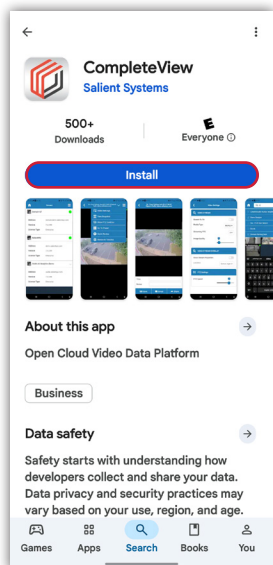 CompleteView
Salient Systems
500+
Downloads
E
Everyone
Install
About this app
Open Cloud Video Data Platform
Business
Data safety
Safety starts with understanding how
developers collect and share your data.
Data privacy and security practices may
vary based on your use, region, and age.
Games Apps Search Books You